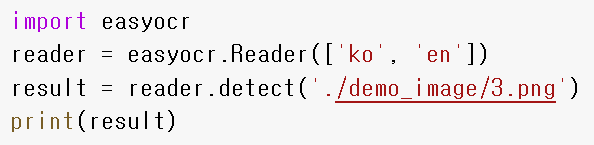 import easyocr
reader = easyocr.Reader(['ko', 'en'])
result = reader.detect('./demo_image/3.png')
print(result)